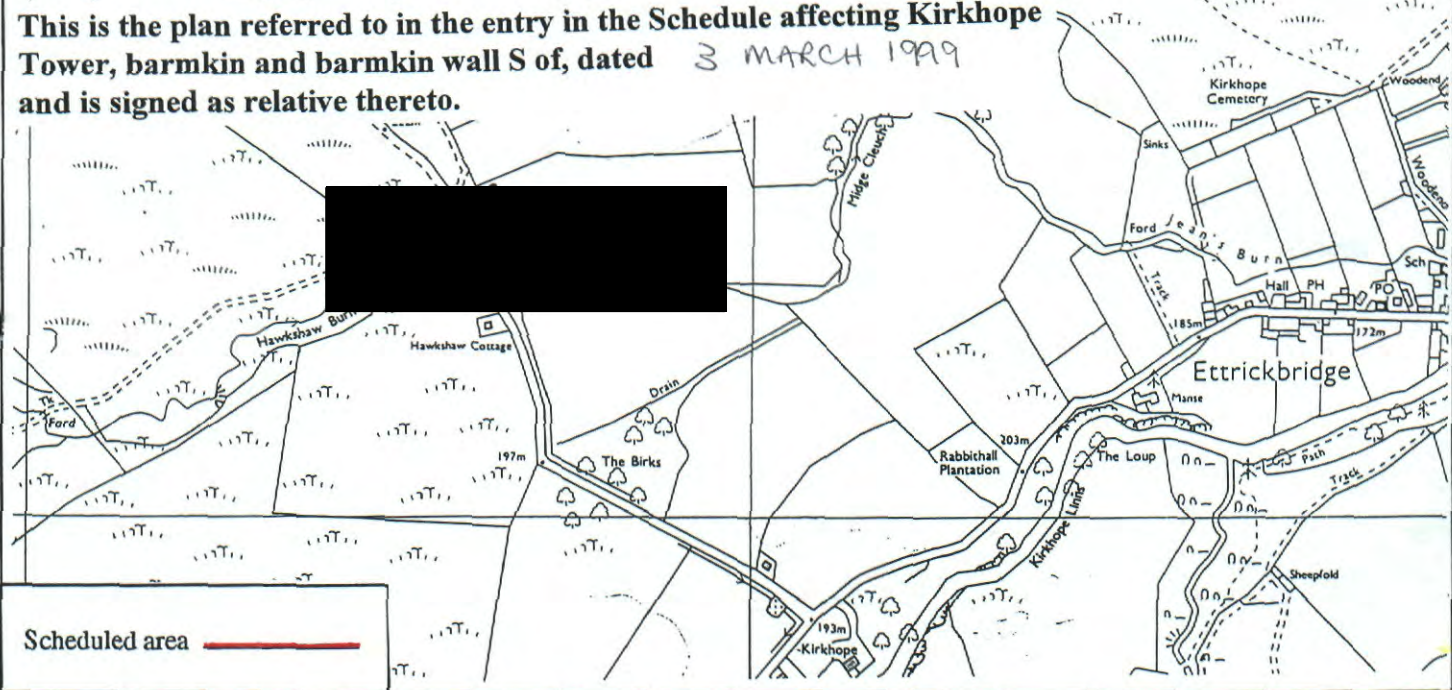 This is the plan referred to in the entry in the Schedule affecting Kirkhope
Tower, barmkin and barmkin wall S of, dated 3 MARCH 1999
and is signed as relative thereto.
Woodend
Kirkhope
Cemetery
Sinks
Midge Cleuch
Ford
Jean's Burn
Track
Sch
Hall
PH
PO
185m
172m
Hawkshaw Burn
Hawkshaw Cottage
Ettrickbridge
Drain
Manse
Ford
203m
197m
The Birks
Rabbithall
Plantation
The Loup
Path
Track
Kirkhope Linns
Sheepfold
Scheduled area
193m
Kirkhope